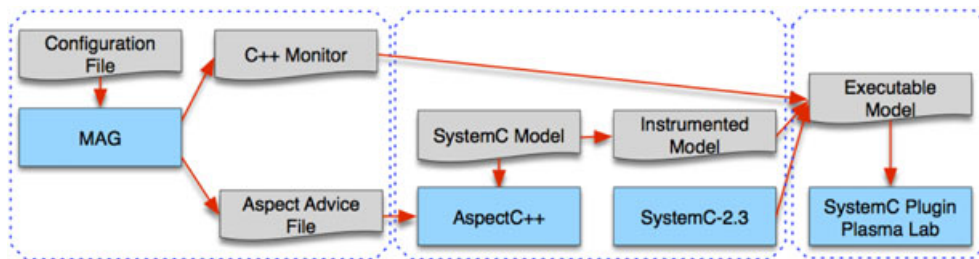 Configuration
File
C++ Monitor
MAG
Aspect Advice
File
SystemC Model
Instrumented
Model
AspectC++
SystemC-2.3
Executable
Model
SystemC Plugin
Plasma Lab